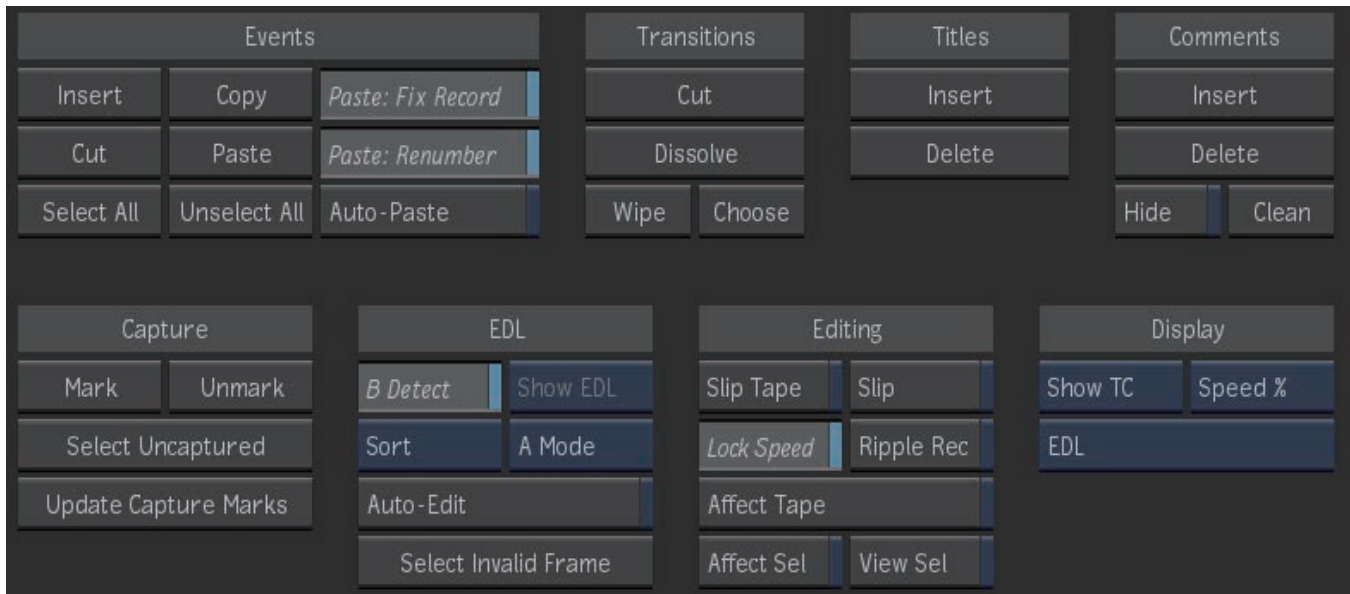 Events
Insert Copy Paste: Fix Record
Cut Paste Paste: Renumber
Select All Unselect All Auto-Paste
Transitions
Cut
Dissolve
Wipe Choose
Titles
Insert
Delete
Comments
Insert
Delete
Hide Clean
Capture
Mark Unmark
Select Uncaptured
Update Capture Marks
EDL
B Detect Show EDL
Sort A Mode
Auto-Edit
Select Invalid Frame
Editing
Slip Tape Slip
Lock Speed Ripple Rec
Affect Tape
Affect Sel View Sel
Display
Show TC Speed %
EDL